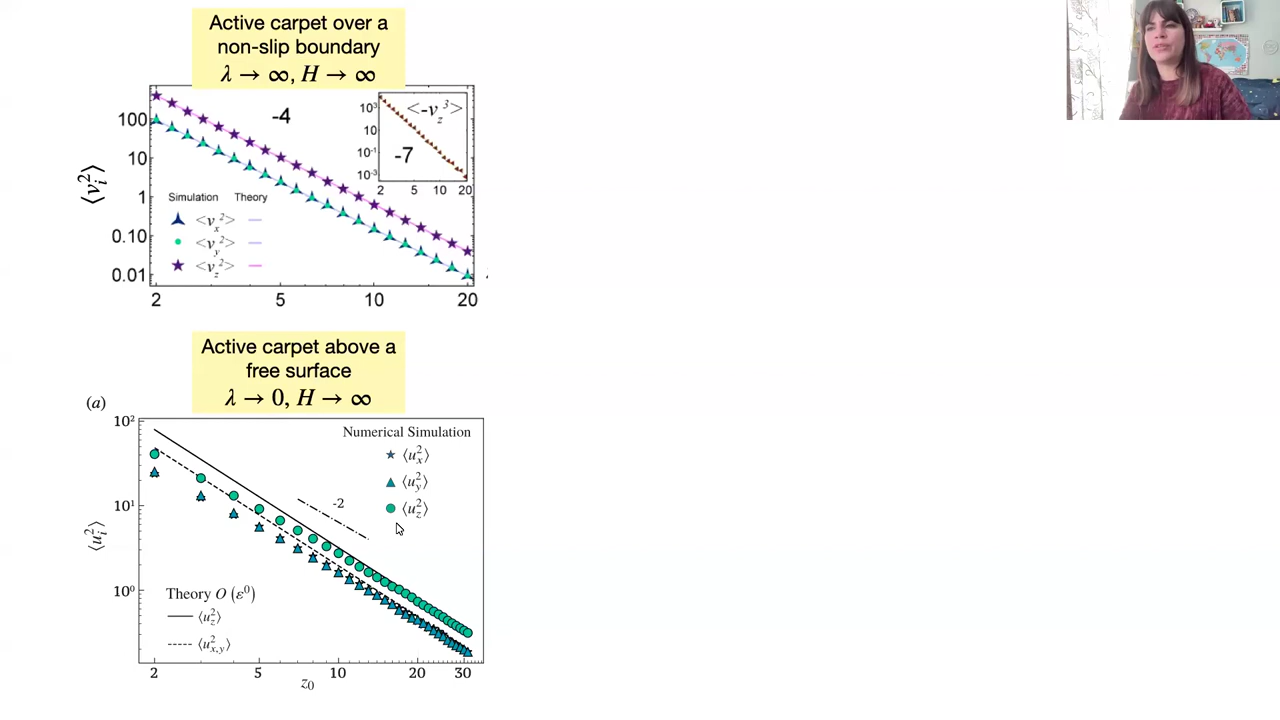 Active carpet over a
non-slip boundary
λ → ∞, H → ∞
⟨v_i^2⟩
100
10
1
0.10
0.01
-4
10^3
10
10^-1
10^-3
<-v_z^3>
-7
2 5 10 20
Simulation Theory
<v_x^2>
<v_y^2>
<v_z^2>
2 5 10 20
Active carpet above a
free surface
λ → 0, H → ∞
(a)
⟨u_i^2⟩
10^2
10^1
10^0
Numerical Simulation
⟨u_x^2⟩
⟨u_y^2⟩
⟨u_z^2⟩
-2
Theory O (ε^0)
⟨u_z^2⟩
⟨u_{x,y}^2⟩
2 5 10 20 30
z_0